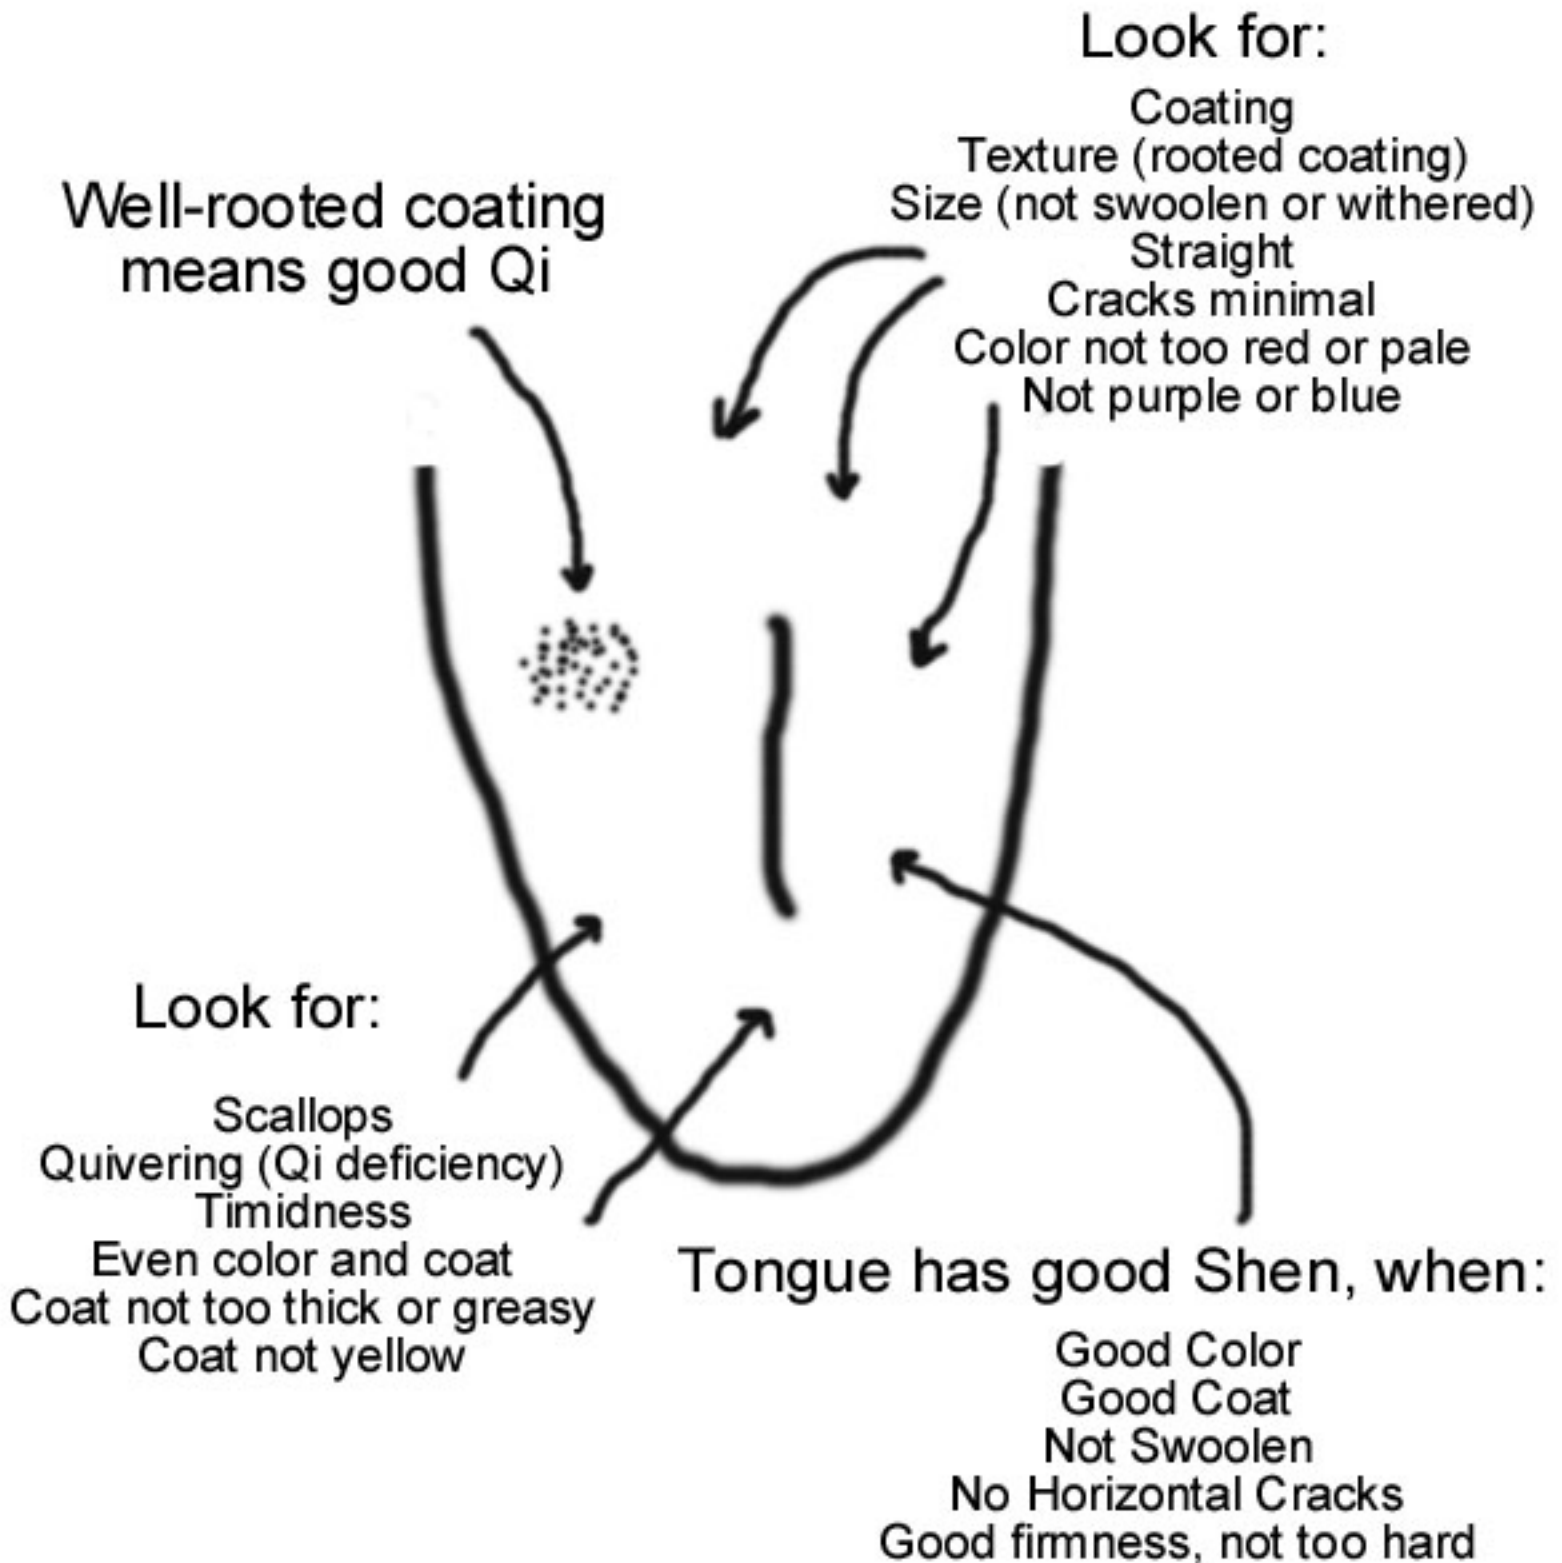 Look for:
Coating
Texture (rooted coating)
Size (not swoolen or withered)
Straight
Cracks minimal
Color not too red or pale
Not purple or blue
Well-rooted coating
means good Qi
Look for:
Scallops
Quivering (Qi deficiency)
Timidness
Even color and coat
Coat not too thick or greasy
Coat not yellow
Tongue has good Shen, when:
Good Color
Good Coat
Not Swoolen
No Horizontal Cracks
Good firmness, not too hard